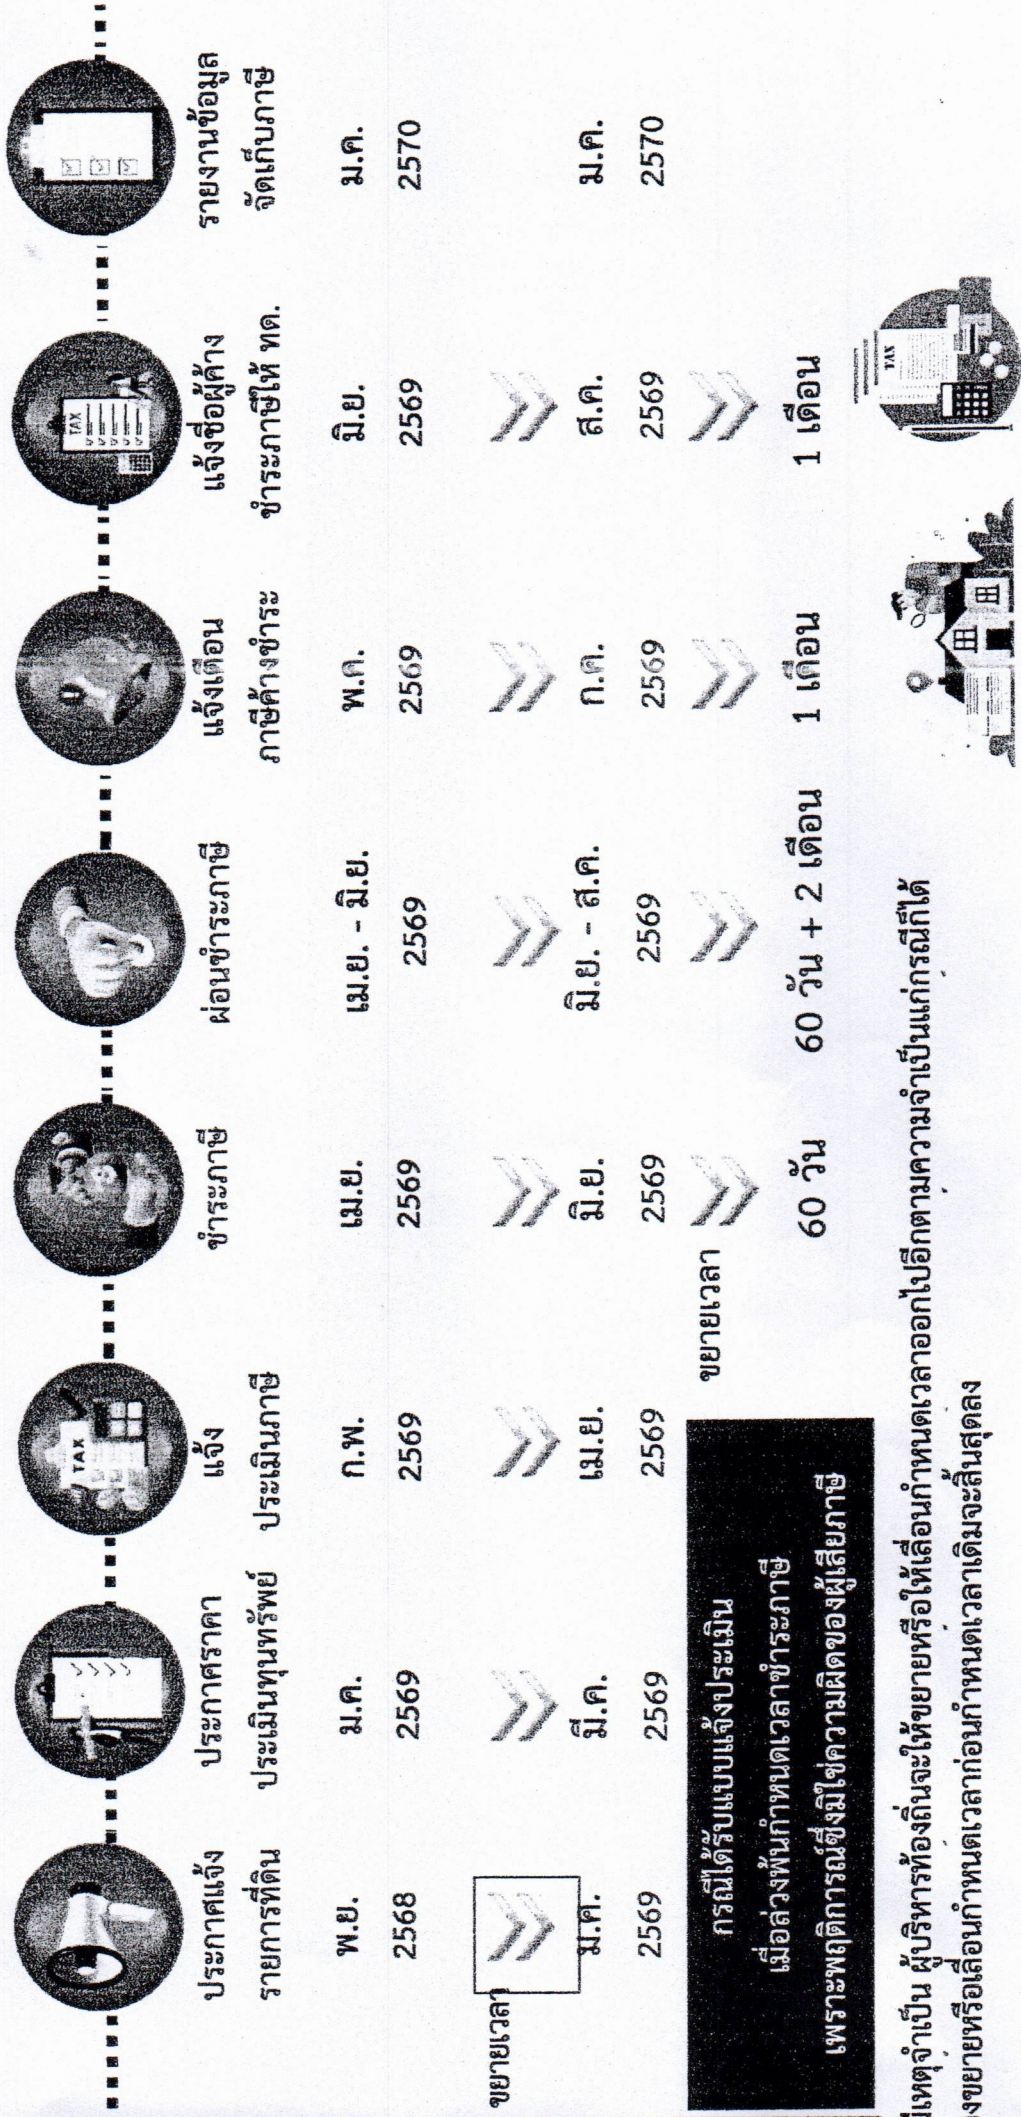 ประกาศแจ้ง
รายการที่ดิน
พ.ย.
2568
ขยายเวลา
ม.ค.
2569
ประกาศราคา
ประเมินทุนทรัพย์
ม.ค.
2569
มี.ค.
2569
TAX
แจ้ง
ประเมินภาษี
ก.พ.
2569
เม.ย.
2569
ชำระภาษี
เม.ย.
2569
มิ.ย.
2569
ขยายเวลา
60 วัน
ผ่อนชำระภาษี
เม.ย. - มิ.ย.
2569
มิ.ย. - ส.ค.
2569
60 วัน + 2 เดือน
แจ้งเตือน
ภาษีค้างชำระ
พ.ค.
2569
ก.ค.
2569
1 เดือน
TAX
แจ้งชื่อผู้ค้าง
ชำระภาษีให้ ทด.
มิ.ย.
2569
ส.ค.
2569
1 เดือน
รายงานข้อมูล
จัดเก็บภาษี
ม.ค.
2570
ม.ค.
2570
กรณีได้รับแบบแจ้งประเมิน
เมื่อล่วงพ้นกำหนดเวลาชำระภาษี
เพราะพฤติการณ์ซึ่งมิใช่ความผิดของผู้เสียภาษี
เหตุจำเป็น ผู้บริหารท้องถิ่นจะให้ขยายหรือให้เลื่อนกำหนดเวลาออกไปอีกตามความจำเป็นแก่กรณีก็ได้
ขยายหรือเลื่อนกำหนดเวลาก่อนกำหนดเวลาเดิมจะสิ้นสุดลง
TAX